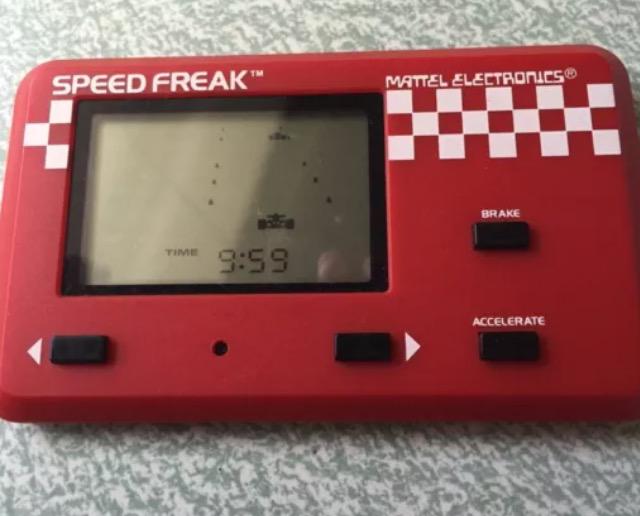 SPEED FREAK™
MATTEL ELECTRONICS®
BRAKE
TIME 9:59
ACCELERATE